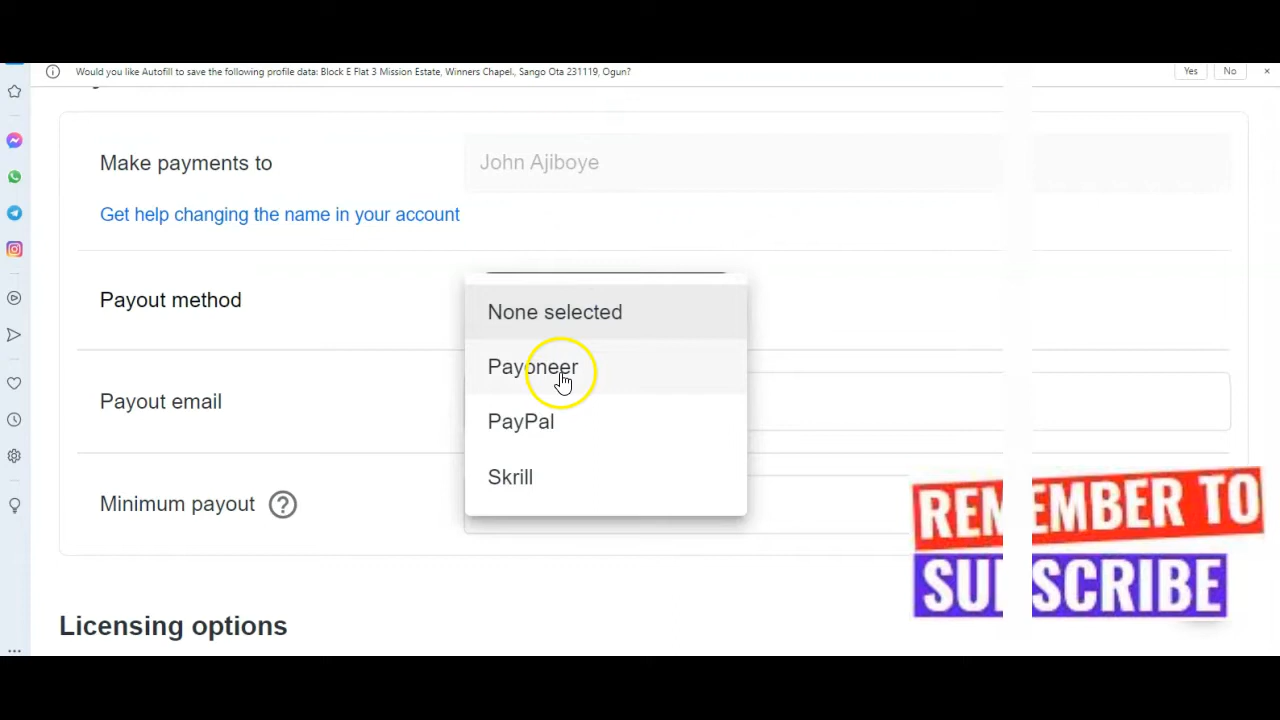 Would you like Autofill to save the following profile data: Block E Flat 3 Mission Estate, Winners Chapel., Sango Ota 231119, Ogun?
Yes
No
Make payments to
John Ajiboye
Get help changing the name in your account
Payout method
None selected
Payoneer
PayPal
Skrill
Payout email
Minimum payout
REMEMBER TO
SUBSCRIBE
Licensing options